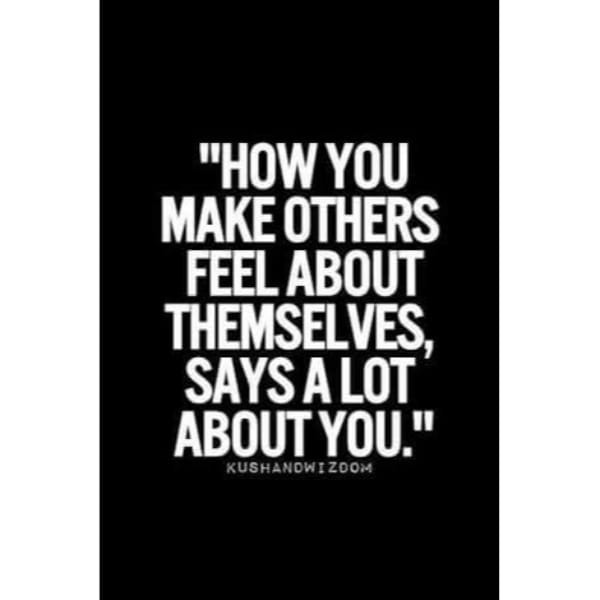 "HOW YOU
MAKE OTHERS
FEEL ABOUT
THEMSELVES,
SAYS A LOT
ABOUT YOU."
KUSHANDWIZDOM